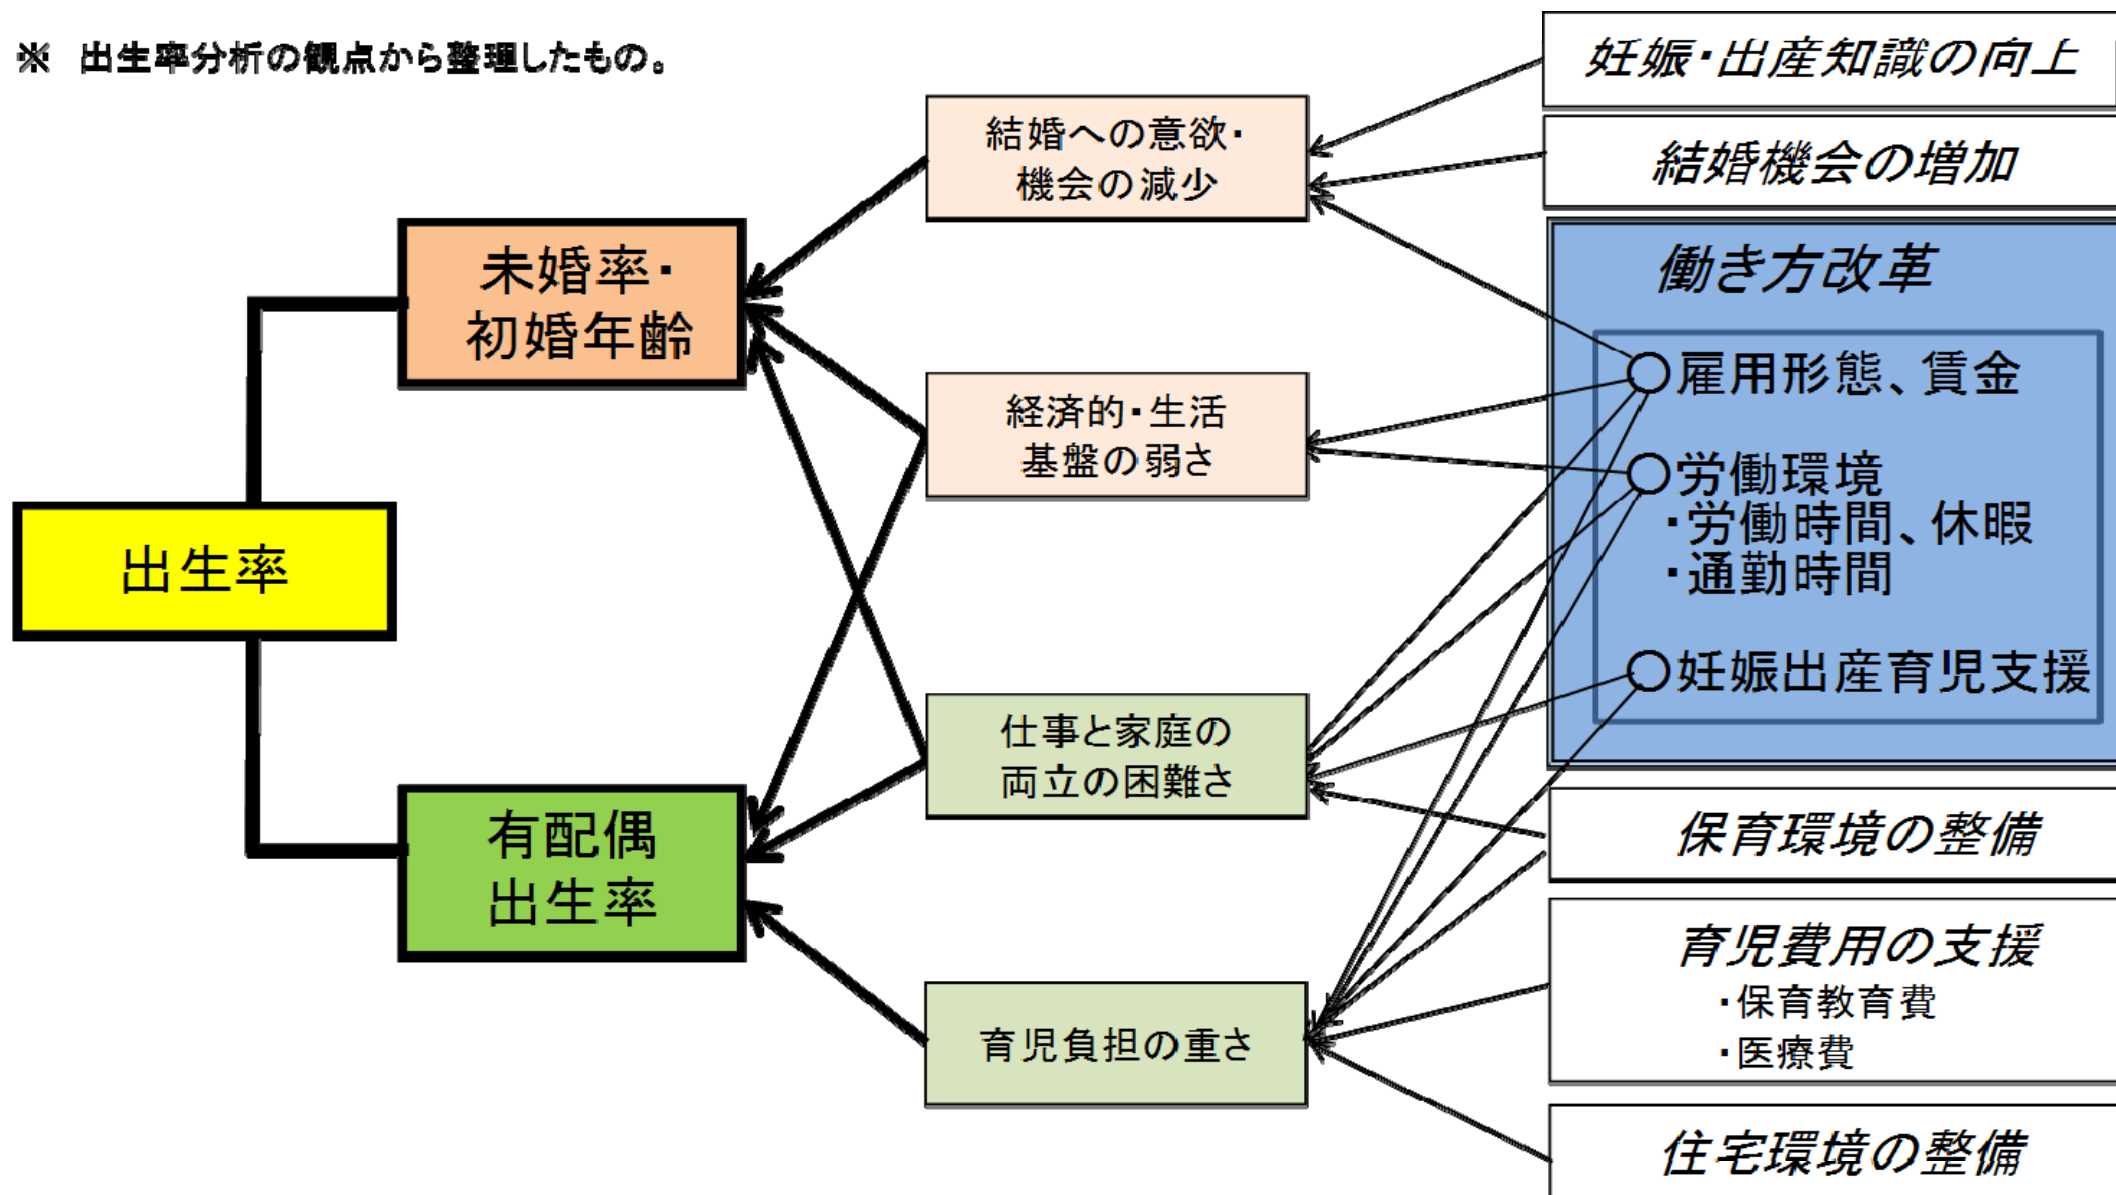 ※ 出生率分析の観点から整理したもの。
出生率
未婚率・
初婚年齢
有配偶
出生率
結婚への意欲・
機会の減少
経済的・生活
基盤の弱さ
仕事と家庭の
両立の困難さ
育児負担の重さ
妊娠・出産知識の向上
結婚機会の増加
働き方改革
○雇用形態、賃金
○労働環境
・労働時間、休暇
・通勤時間
○妊娠出産育児支援
保育環境の整備
育児費用の支援
・保育教育費
・医療費
住宅環境の整備